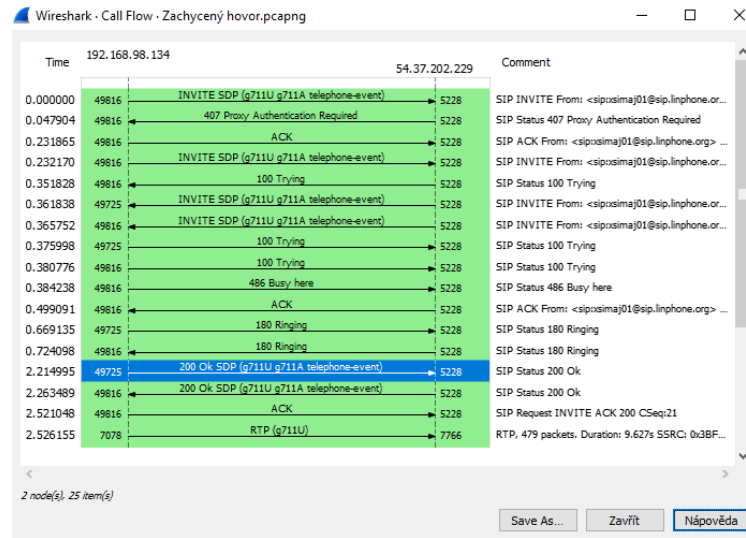 Wireshark · Call Flow · Zachycený hovor.pcapng
Time 192.168.98.134 54.37.202.229 Comment
0.000000 49816 INVITE SDP (g711U g711A telephone-event) 5228 SIP INVITE From: <sip:xsimaj01@sip.linphone.or...
0.047904 49816 407 Proxy Authentication Required 5228 SIP Status 407 Proxy Authentication Required
0.231865 49816 ACK 5228 SIP ACK From: <sip:xsimaj01@sip.linphone.org> ...
0.232170 49816 INVITE SDP (g711U g711A telephone-event) 5228 SIP INVITE From: <sip:xsimaj01@sip.linphone.or...
0.351828 49816 100 Trying 5228 SIP Status 100 Trying
0.361838 49725 INVITE SDP (g711U g711A telephone-event) 5228 SIP INVITE From: <sip:xsimaj01@sip.linphone.or...
0.365752 49816 INVITE SDP (g711U g711A telephone-event) 5228 SIP INVITE From: <sip:xsimaj01@sip.linphone.or...
0.375998 49725 100 Trying 5228 SIP Status 100 Trying
0.380776 49816 100 Trying 5228 SIP Status 100 Trying
0.384238 49816 486 Busy here 5228 SIP Status 486 Busy here
0.499091 49816 ACK 5228 SIP ACK From: <sip:xsimaj01@sip.linphone.org> ...
0.669135 49725 180 Ringing 5228 SIP Status 180 Ringing
0.724098 49816 180 Ringing 5228 SIP Status 180 Ringing
2.214995 49725 200 Ok SDP (g711U g711A telephone-event) 5228 SIP Status 200 Ok
2.263489 49816 200 Ok SDP (g711U g711A telephone-event) 5228 SIP Status 200 Ok
2.521048 49816 ACK 5228 SIP Request INVITE ACK 200 CSeq:21
2.526155 7078 RTP (g711U) 7766 RTP, 479 packets. Duration: 9.627s SSRC: 0x3BF...
2 node(s), 25 item(s)
Save As... Zavřít Nápověda